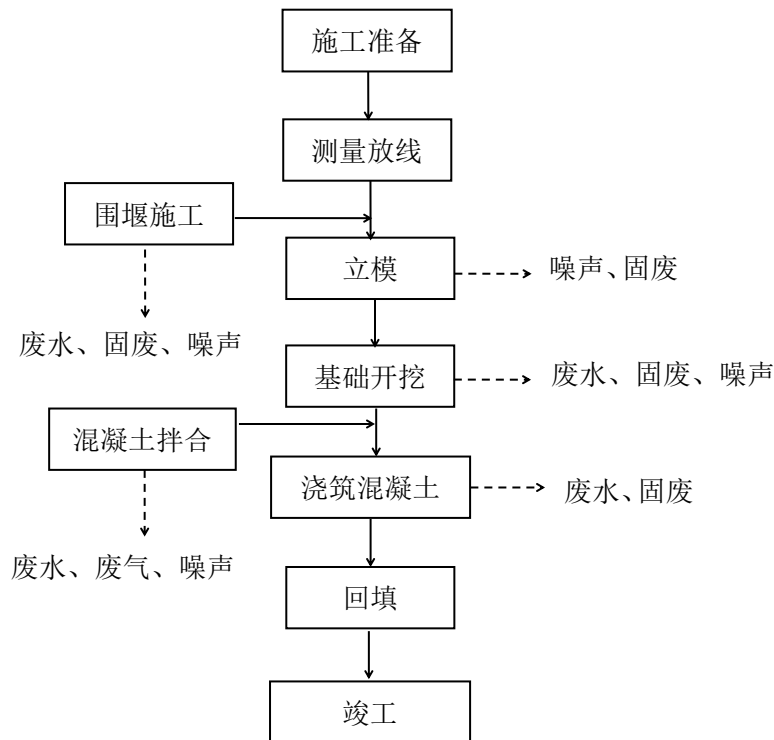 施工准备
测量放线
围堰施工
立模
噪声、固废
废水、固废、噪声
基础开挖
废水、固废、噪声
混凝土拌合
浇筑混凝土
废水、固废
废水、废气、噪声
回填
竣工